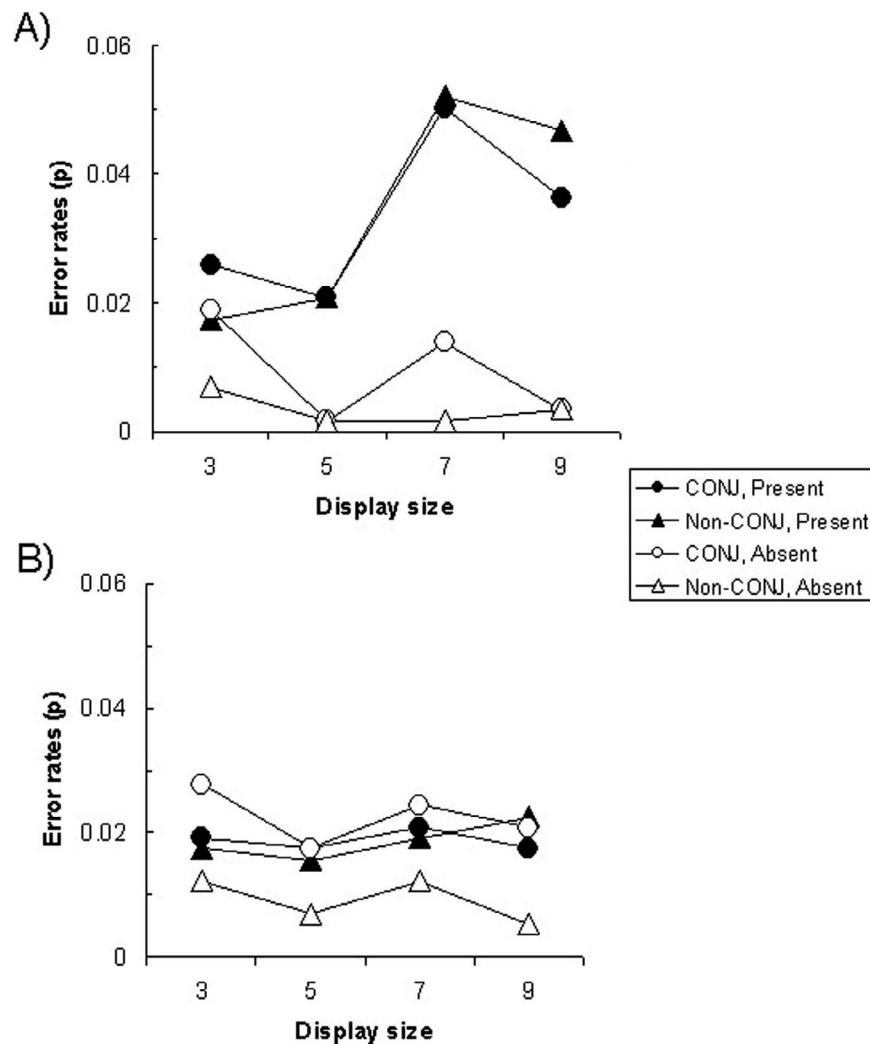 A)
0.06
0.04
0.02
0
Error rates (p)
3 5 7 9
Display size
CONJ, Present
Non-CONJ, Present
CONJ, Absent
Non-CONJ, Absent
B)
0.06
0.04
0.02
0
Error rates (p)
3 5 7 9
Display size